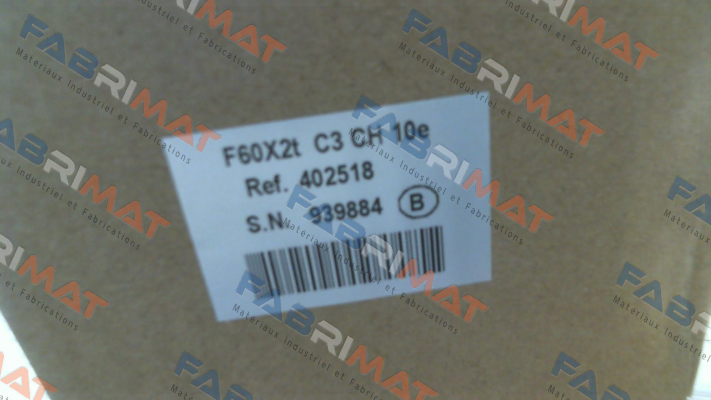 F60X2t C3 CH 10e
Ref. 402518
S.N. 939884 B
FABRIMAT
Materiaux Industriel et Fabrications